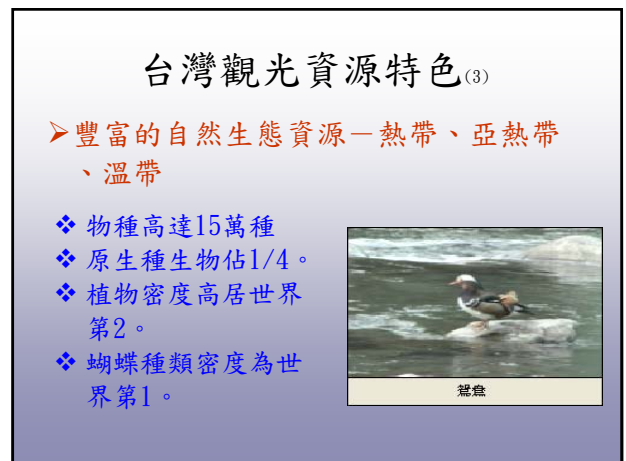 台灣觀光資源特色(3)
➢豐富的自然生態資源－熱帶、亞熱帶
、溫帶
❖ 物種高達15萬種
❖ 原生種生物佔1/4。
❖ 植物密度高居世界
第2。
❖ 蝴蝶種類密度為世
界第1。
鴛鴦